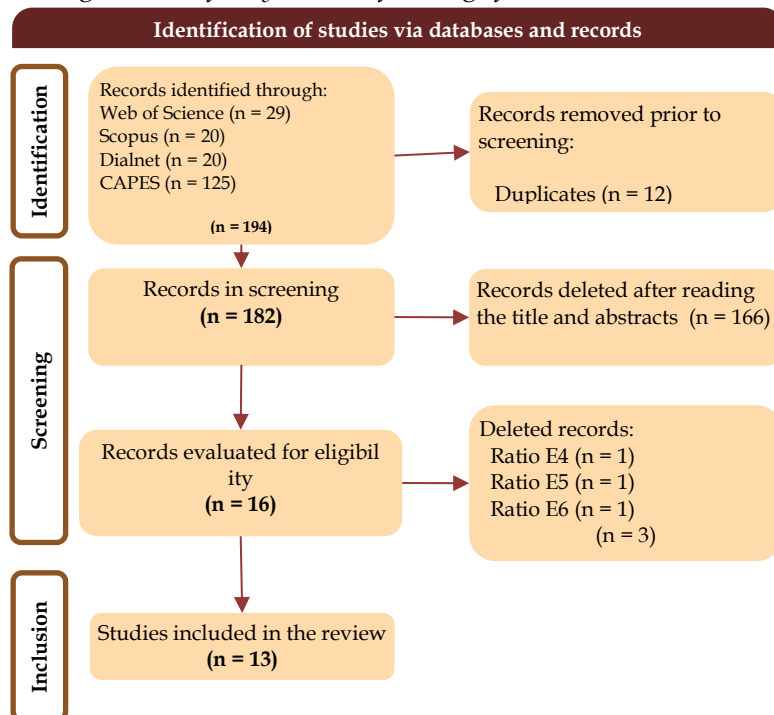 Identification of studies via databases and records
Identification
Records identified through:
Web of Science (n = 29)
Scopus (n = 20)
Dialnet (n = 20)
CAPES (n = 125)
(n = 194)
Records removed prior to
screening:
Duplicates (n = 12)
Screening
Records in screening
(n = 182)
Records deleted after reading
the title and abstracts (n = 166)
Records evaluated for eligibil
ity
(n = 16)
Deleted records:
Ratio E4 (n = 1)
Ratio E5 (n = 1)
Ratio E6 (n = 1)
(n = 3)
Inclusion
Studies included in the review
(n = 13)